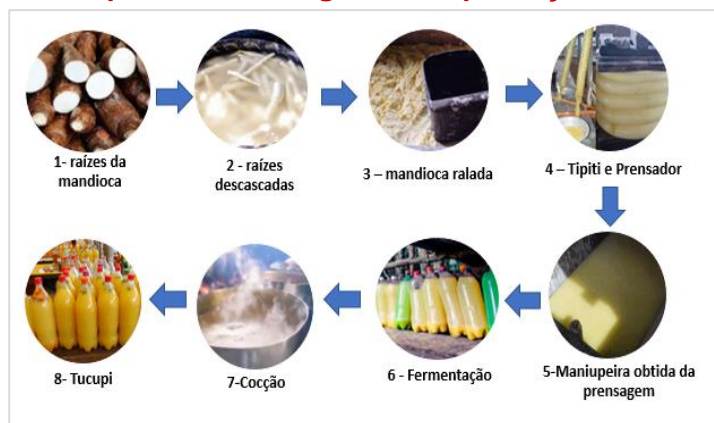 1- raízes da
mandioca
2 - raízes
descascadas
3 – mandioca ralada
4 – Tipiti e Prensador
5-Maniupeira obtida da
prensagem
6 - Fermentação
7-Cocção
8- Tucupi